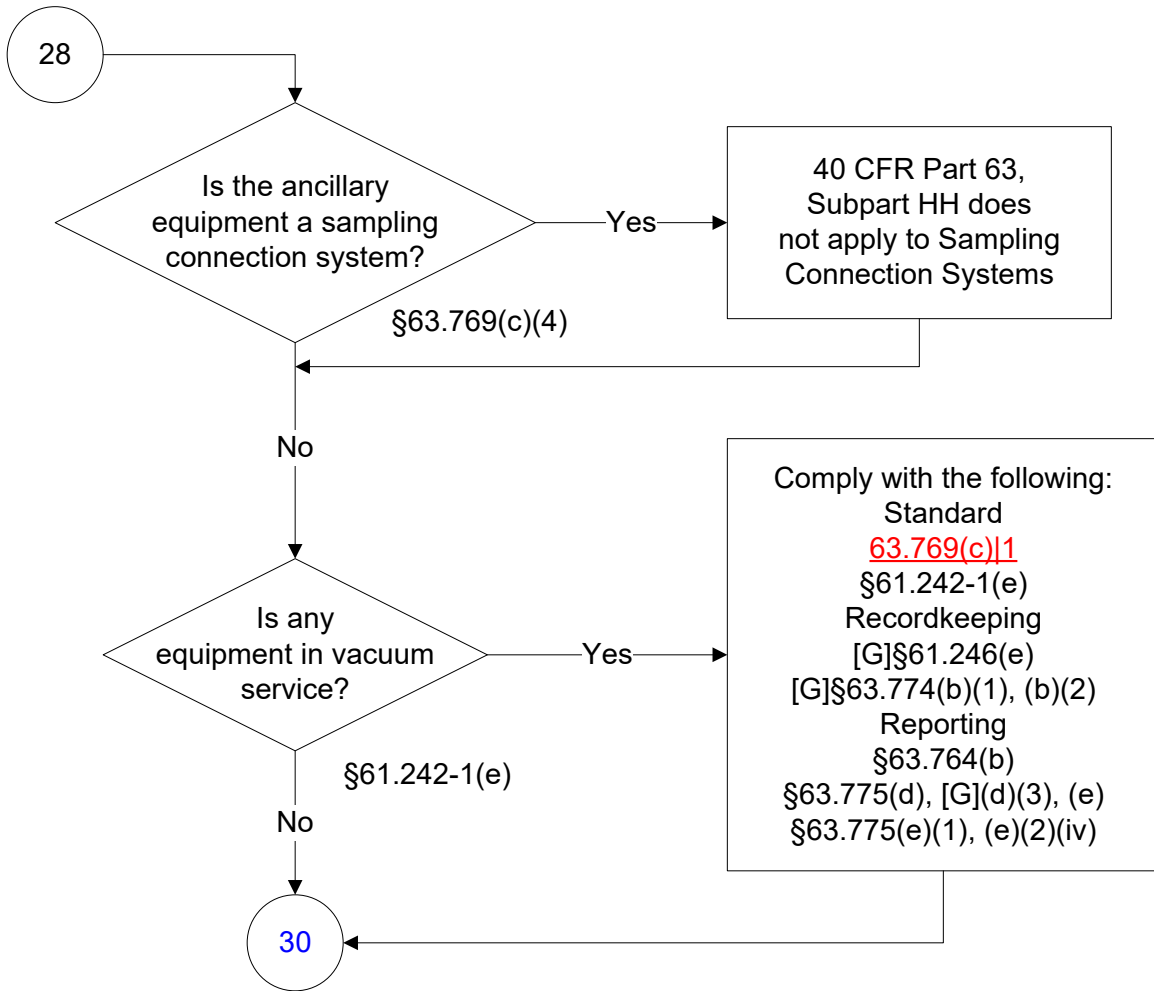 28
Is the ancillary
equipment a sampling
connection system?
Yes
40 CFR Part 63,
Subpart HH does
not apply to Sampling
Connection Systems
§63.769(c)(4)
No
Is any
equipment in vacuum
service?
Yes
Comply with the following:
Standard
63.769(c)|1
§61.242-1(e)
Recordkeeping
[G]§61.246(e)
[G]§63.774(b)(1), (b)(2)
Reporting
§63.764(b)
§63.775(d), [G](d)(3), (e)
§63.775(e)(1), (e)(2)(iv)
§61.242-1(e)
No
30